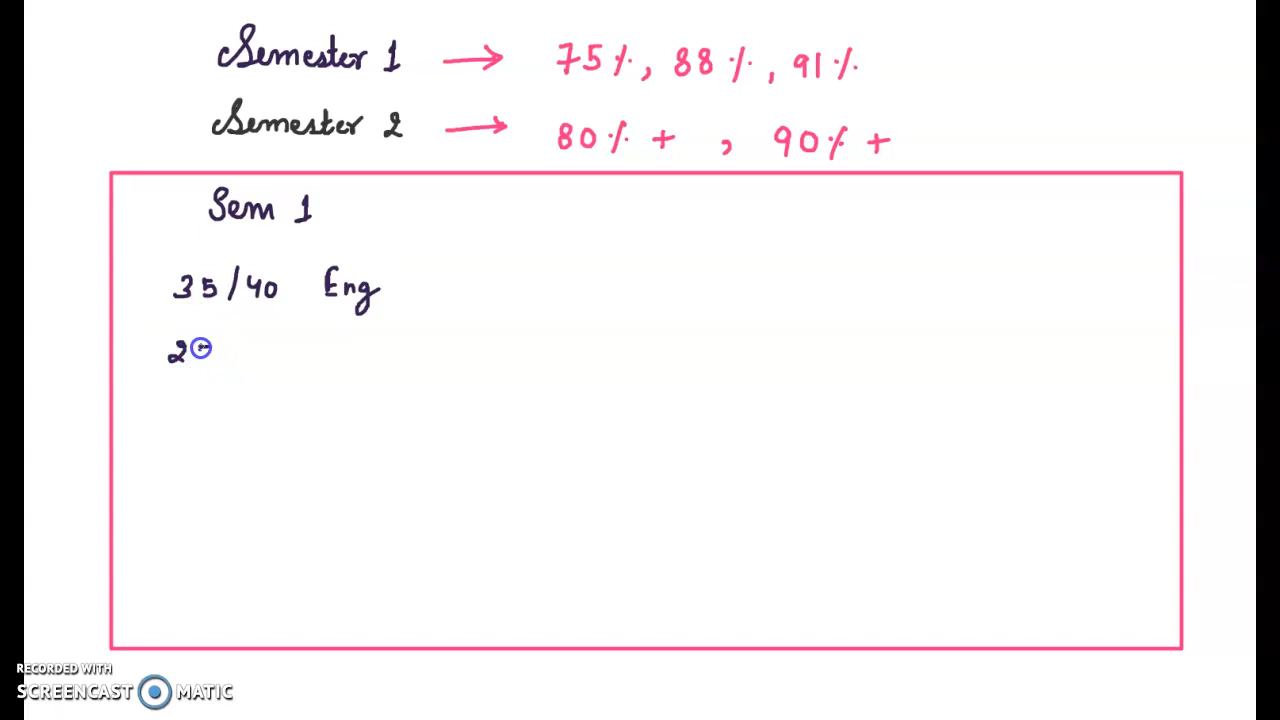 Semester 1 → 75%, 88%, 91%
Semester 2 → 80% + , 90% +
Sem 1
35/40 Eng
2
RECORDED WITH
SCREENCAST MATIC